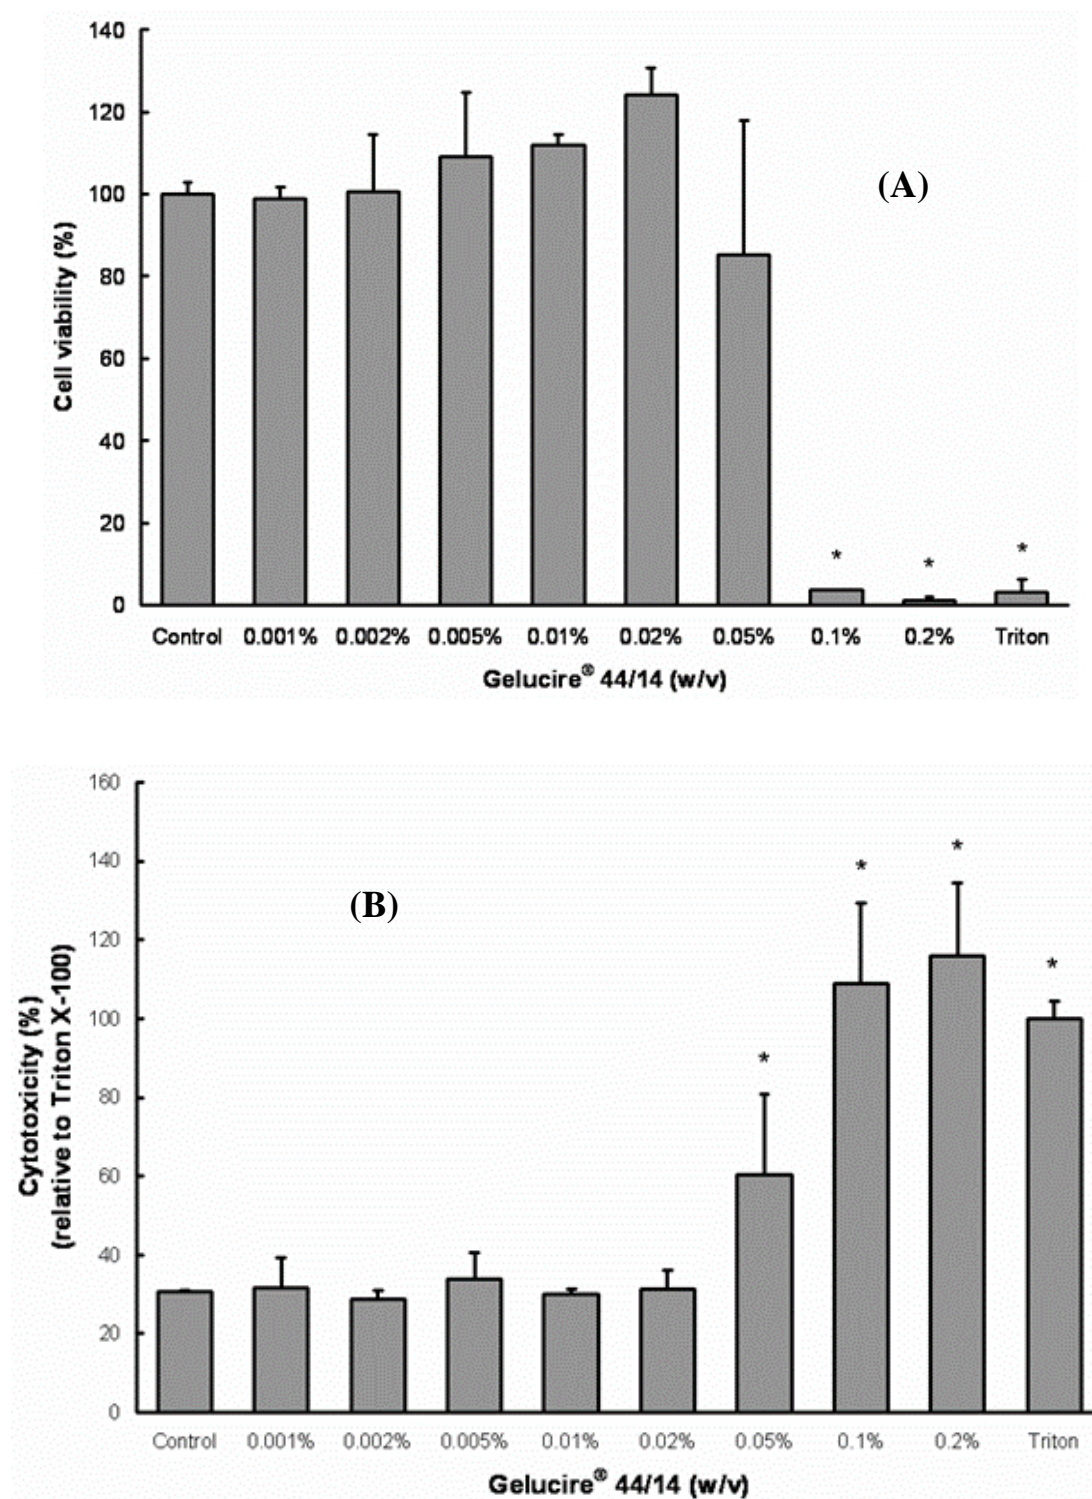 140
120
100
80
60
40
20
0
Cell viability (%)
(A)
* * *
Control 0.001% 0.002% 0.005% 0.01% 0.02% 0.05% 0.1% 0.2% Triton
Gelucire® 44/14 (w/v)
160
140
120
100
80
60
40
20
0
Cytotoxicity (%)
(relative to Triton X-100)
(B)
* * * *
Control 0.001% 0.002% 0.005% 0.01% 0.02% 0.05% 0.1% 0.2% Triton
Gelucire® 44/14 (w/v)